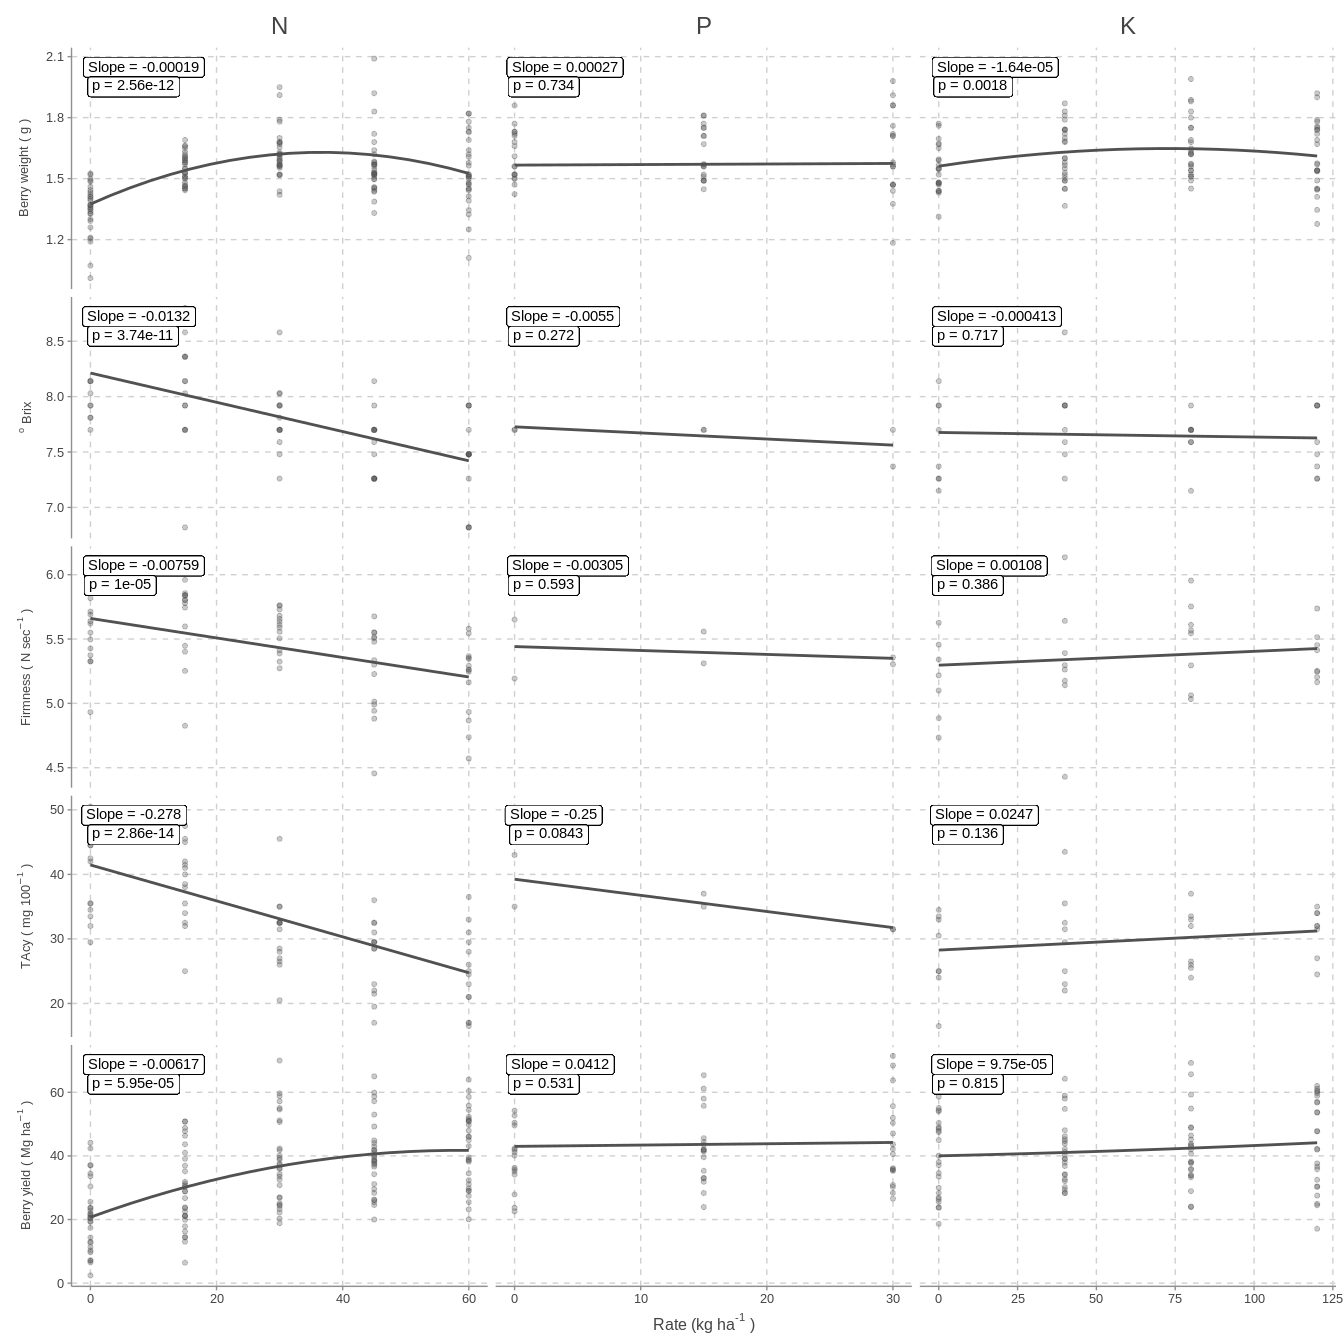 N P K
2.1
1.8
1.5
1.2
Berry weight ( g )
Slope = -0.00019
p = 2.56e-12
Slope = 0.00027
p = 0.734
Slope = -1.64e-05
p = 0.0018
8.5
8.0
7.5
7.0
° Brix
Slope = -0.0132
p = 3.74e-11
Slope = -0.0055
p = 0.272
Slope = -0.000413
p = 0.717
6.0
5.5
5.0
4.5
Firmness ( N sec⁻¹ )
Slope = -0.00759
p = 1e-05
Slope = -0.00305
p = 0.593
Slope = 0.00108
p = 0.386
50
40
30
20
TAcy ( mg 100⁻¹ )
Slope = -0.278
p = 2.86e-14
Slope = -0.25
p = 0.0843
Slope = 0.0247
p = 0.136
60
40
20
0
Berry yield ( Mg ha⁻¹ )
Slope = -0.00617
p = 5.95e-05
Slope = 0.0412
p = 0.531
Slope = 9.75e-05
p = 0.815
0 20 40 60 0 10 20 30 0 25 50 75 100 125
Rate (kg ha⁻¹ )